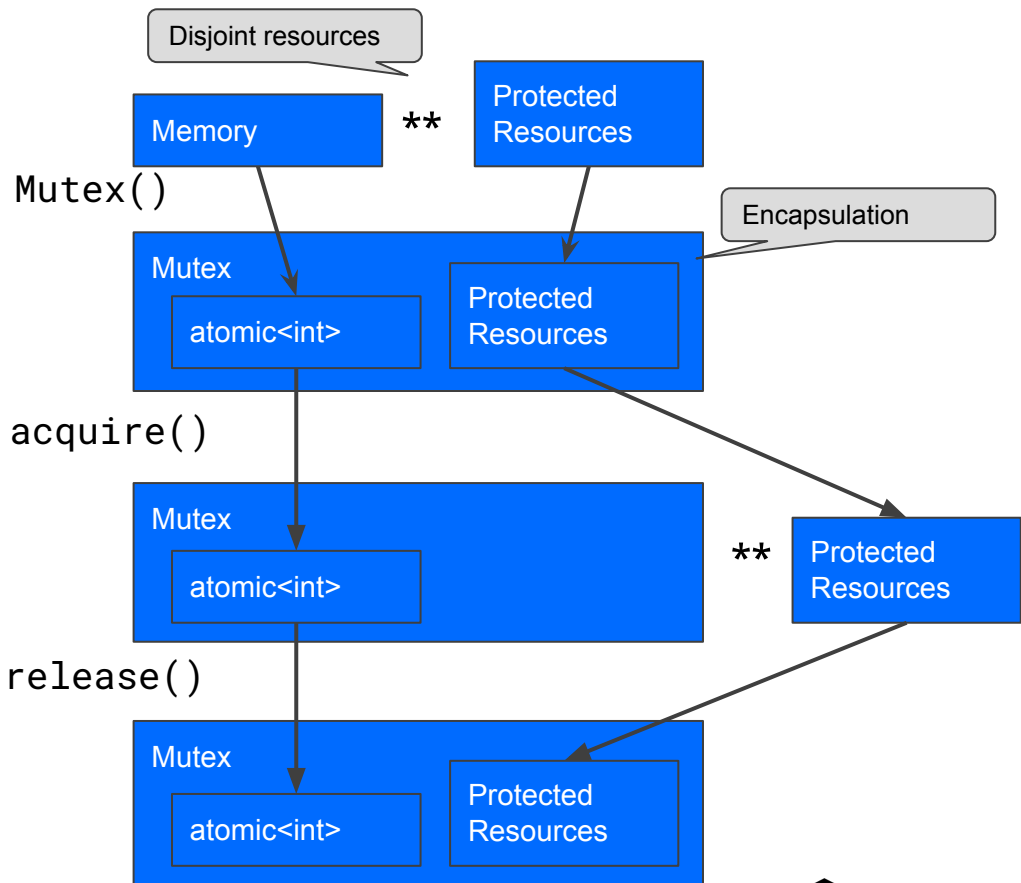 Disjoint resources
Memory
**
Protected
Resources
Mutex()
Encapsulation
Mutex
atomic<int>
Protected
Resources
acquire()
Mutex
atomic<int>
**
Protected
Resources
release()
Mutex
atomic<int>
Protected
Resources